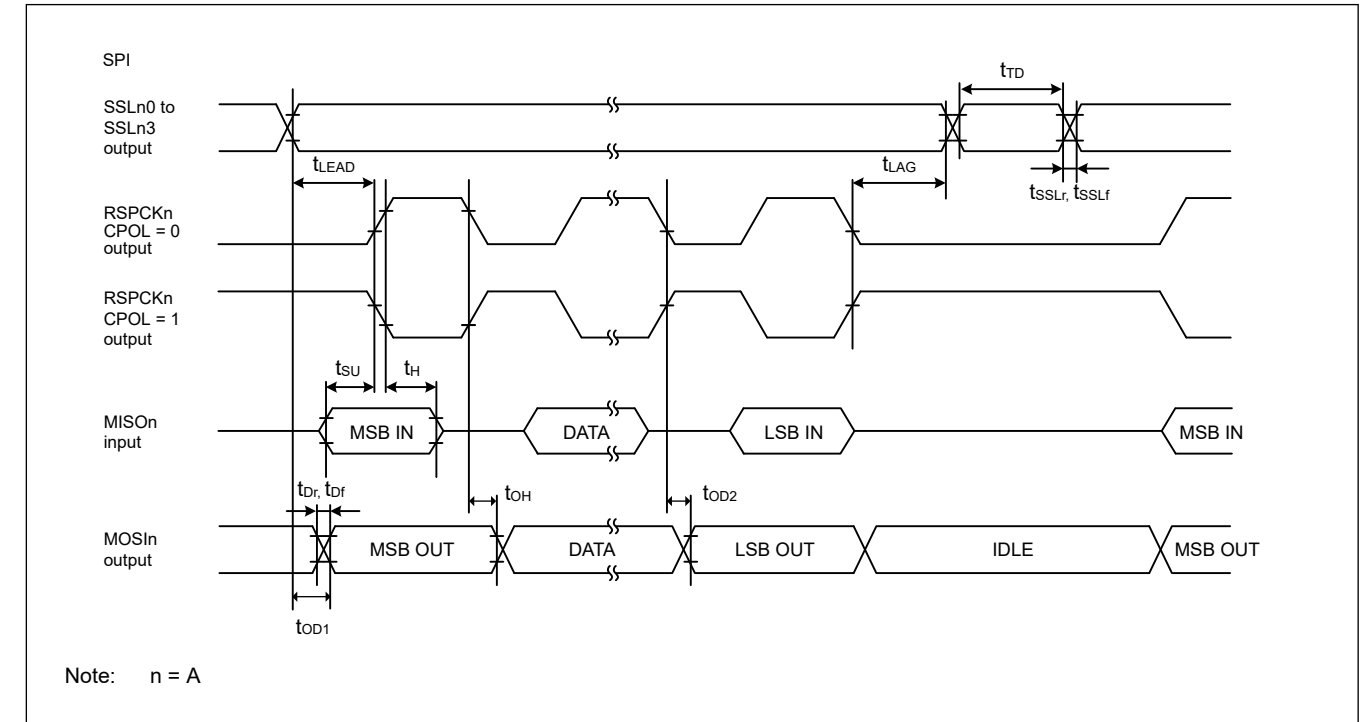 SPI
tTD
SSLn0 to
SSLn3
output
tLEAD
tLAG
tSSLr, tSSLf
RSPCKn
CPOL = 0
output
RSPCKn
CPOL = 1
output
tSU
tH
MISOn
input
MSB IN
DATA
LSB IN
MSB IN
tDr, tDf
tOH
tOD2
MOSIn
output
MSB OUT
DATA
LSB OUT
IDLE
MSB OUT
tOD1
Note: n = A